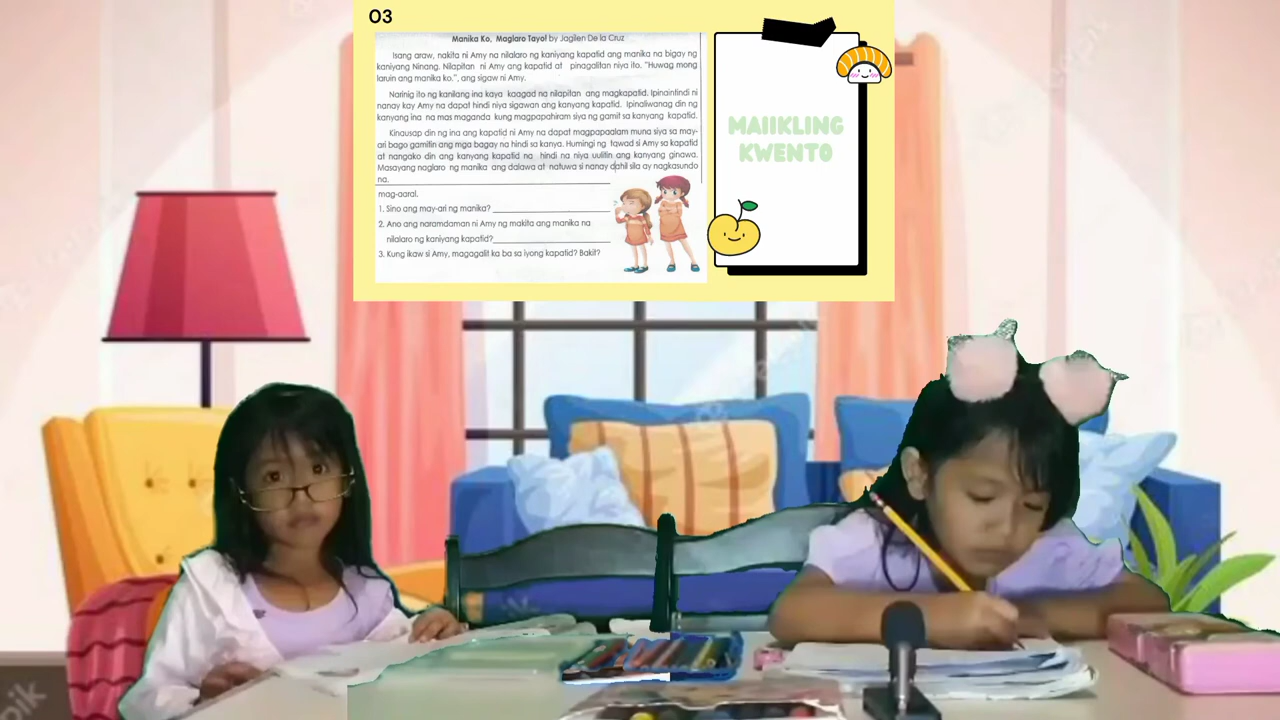 03
Manika Ko, Maglaro Tayo! by Jagilen De la Cruz
Isang araw, nakita ni Amy na nilalaro ng kaniyang kapatid ang manika na bigay ng
kaniyang Ninang. Nilapitan ni Amy ang kapatid at pinagalitan niya ito. "Huwag mong
laruin ang manika ko.", ang sigaw ni Amy.
Narinig ito ng kanilang ina kaya kaagad na nilapitan ang magkapatid. Ipinaintindi ni
nanay kay Amy na dapat hindi niya sigawan ang kanyang kapatid. Ipinaliwanag din ng
kanyang ina na mas maganda kung magpapahiram siya ng gamit sa kanyang kapatid.
Kinausap din ng ina ang kapatid ni Amy na dapat magpapaalam muna siya sa may-
ari bago gamitin ang mga bagay na hindi sa kanya. Humingi ng tawad si Amy sa kapatid
at nangako din ang kanyang kapatid na hindi na niya uulitin ang kanyang ginawa.
Masayang naglaro ng manika ang dalawa at natuwa si nanay dahil sila ay nagkasundo
na.
mag-aaral.
1. Sino ang may-ari ng manika?
2. Ano ang naramdaman ni Amy ng makita ang manika na
nilalaro ng kaniyang kapatid?
3. Kung ikaw si Amy, magagalit ka ba sa iyong kapatid? Bakit?
MAIIKLING
KWENTO